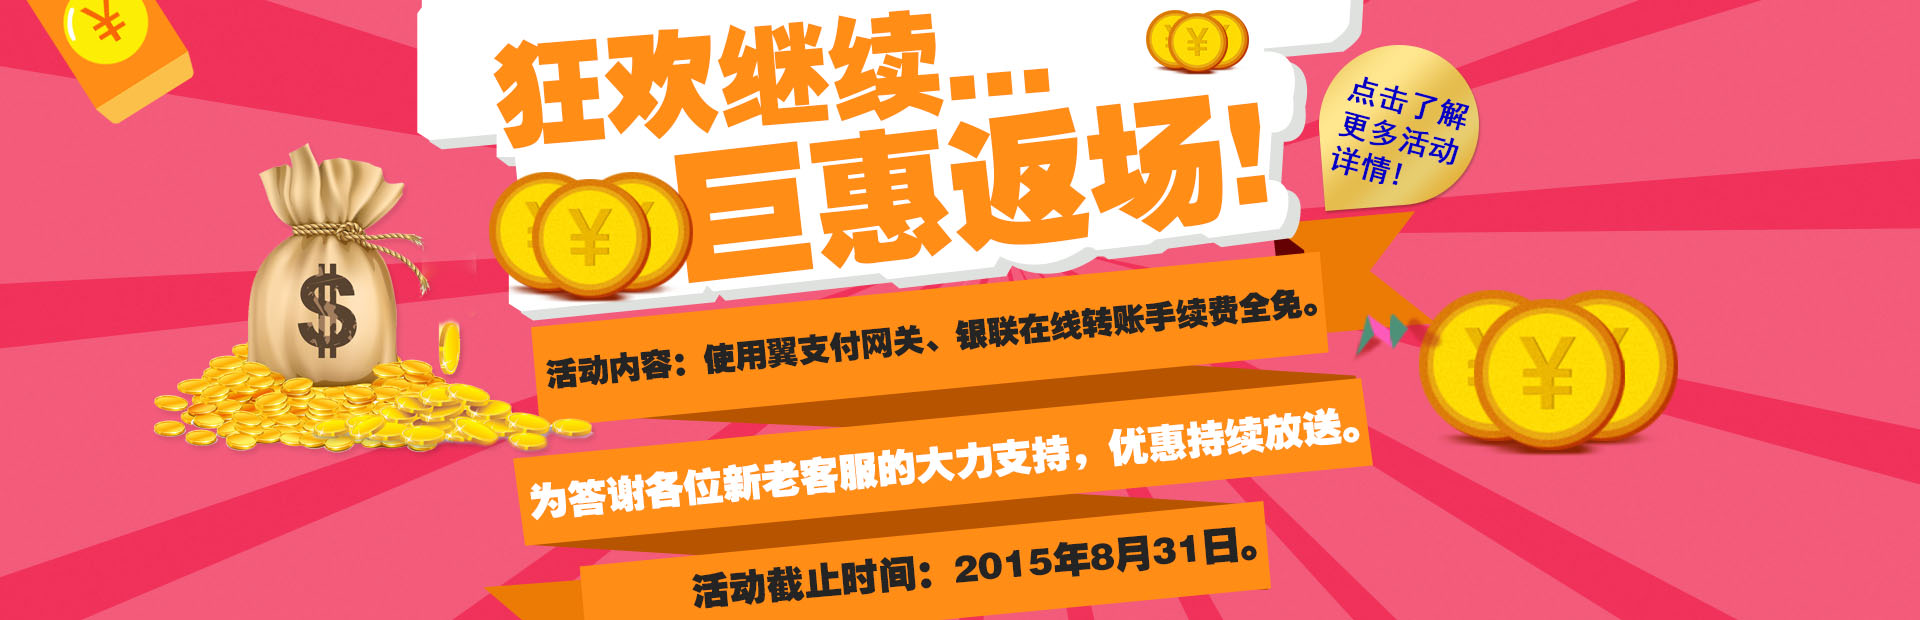 狂欢继续...
巨惠返场!
点击了解
更多活动
详情!
活动内容：使用翼支付网关、银联在线转账手续费全免。
为答谢各位新老客服的大力支持，优惠持续放送。
活动截止时间：2015年8月31日。